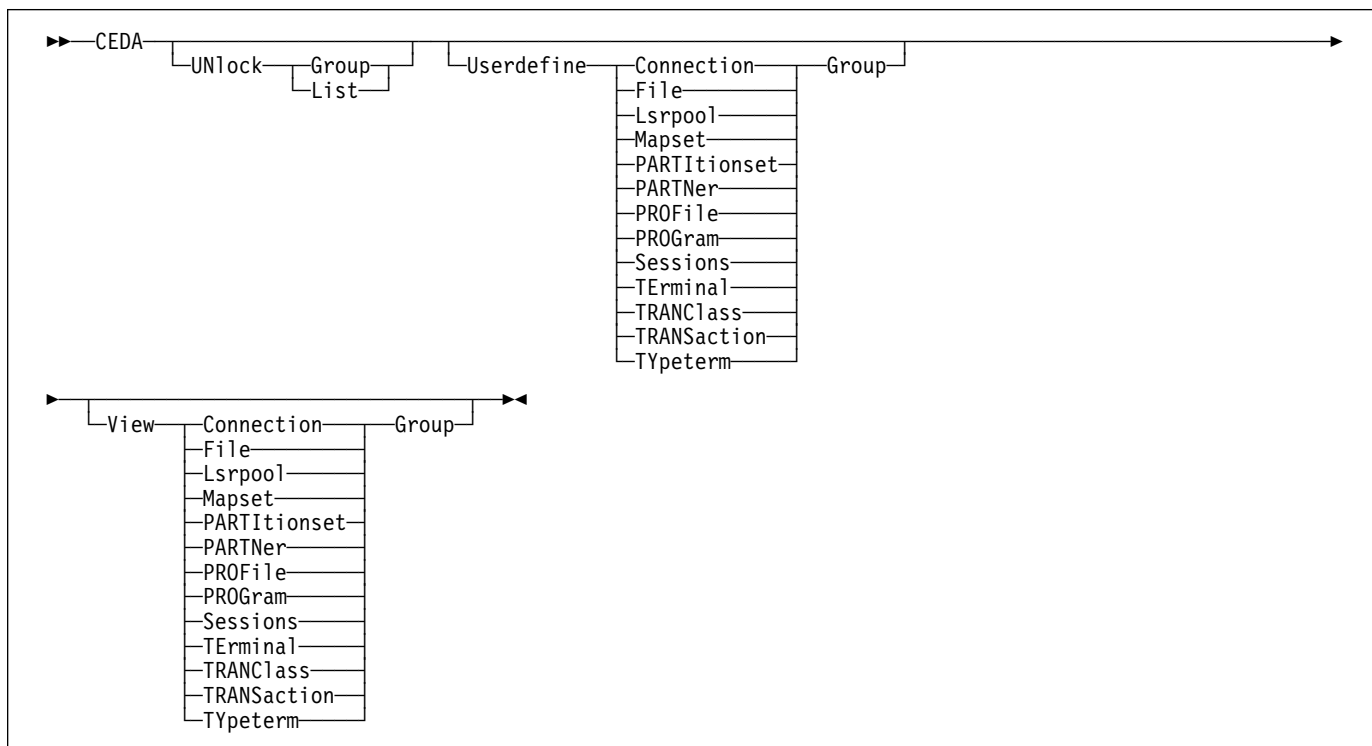 CEDA
UNlock Group Userdefine Connection Group
List File
Lsrpool
Mapset
PARTItionset
PARTNer
PROFile
PROGram
Sessions
TErminal
TRANClass
TRANSaction
TYpeterm
View Connection Group
File
Lsrpool
Mapset
PARTItionset
PARTNer
PROFile
PROGram
Sessions
TErminal
TRANClass
TRANSaction
TYpeterm